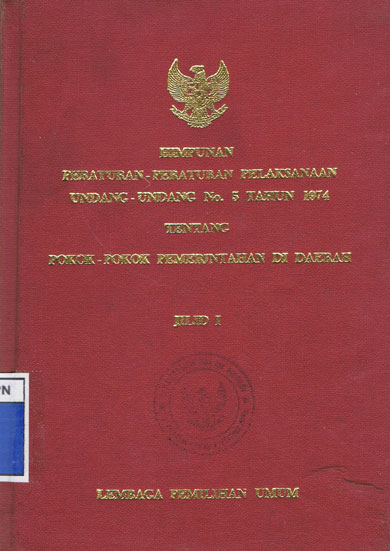 HIMPUNAN
PERATURAN-PERATURAN PELAKSANAAN
UNDANG-UNDANG No. 5 TAHUN 1974
TENTANG
POKOK-POKOK PEMERINTAHAN DI DAERAH
JILID I
PN
LEMBAGA PEMILIHAN UMUM